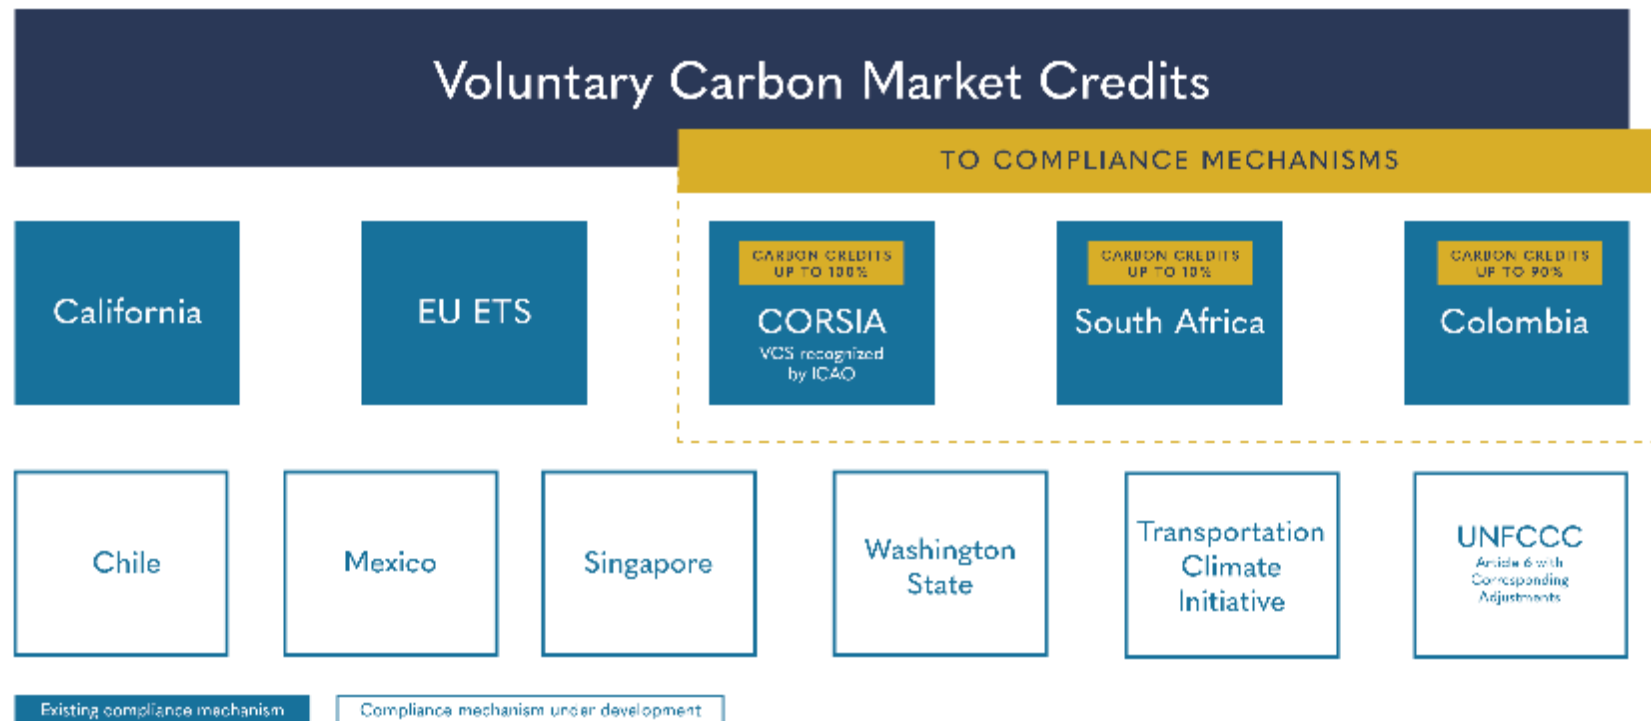 Voluntary Carbon Market Credits
TO COMPLIANCE MECHANISMS
California
EU ETS
CARBON CREDITS
UP TO 100%
CORSIA
VCS recognized
by ICAO
CARBON CREDITS
UP TO 10%
South Africa
CARBON CREDITS
UP TO 90%
Colombia
Chile
Mexico
Singapore
Washington
State
Transportation
Climate
Initiative
UNFCCC
Article 6 with
Corresponding
Adjustments
Existing compliance mechanism
Compliance mechanism under development